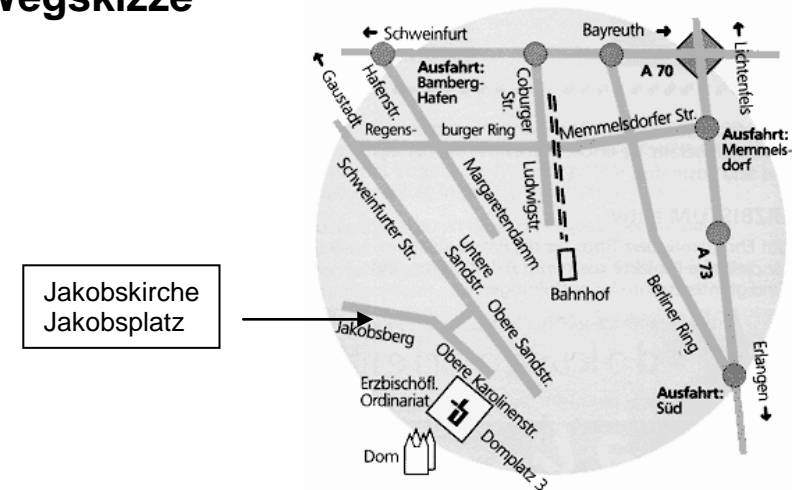 Wegskizze
Schweinfurt
Bayreuth
Lichtenfels
Gaustadt
Hafenstr.
Ausfahrt:
Bamberg-
Hafen
Coburger
Str.
A 70
Regens-
burger Ring
Memmelsdorfer Str.
Ausfahrt:
Memmels-
dorf
Schweinfurter Str.
Margaretendamm
Ludwigstr.
Untere
Sandstr.
Obere Sandstr.
Bahnhof
Berliner Ring
A 73
Erlangen
Jakobskirche
Jakobsplatz
Jakobsberg
Obere Karolinenstr.
Erzbischöfl.
Ordinariat
Ausfahrt:
Süd
Dom
Domplatz 3